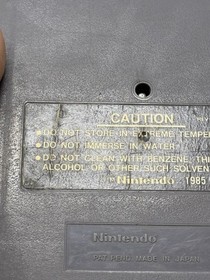 CAUTION
• DO NOT STORE IN EXTREME TEMPE
• DO NOT IMMERSE IN WATER
• DO NOT CLEAN WITH BENZENE, TH
ALCOHOL OR OTHER SUCH SOLVEN
Nintendo 1985
Nintendo
PAT. PEND. MADE IN JAPAN